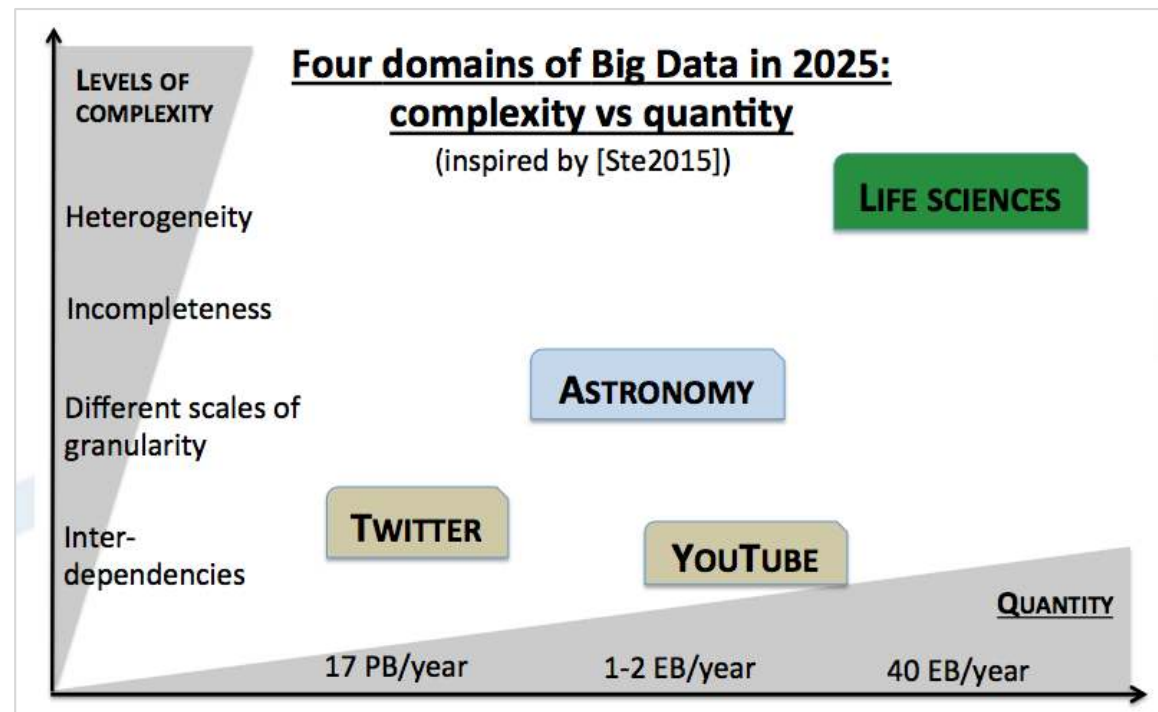 Four domains of Big Data in 2025:
complexity vs quantity
(inspired by [Ste2015])
LEVELS OF
COMPLEXITY
Heterogeneity
Incompleteness
Different scales of
granularity
Inter-
dependencies
LIFE SCIENCES
ASTRONOMY
TWITTER
YOUTUBE
QUANTITY
17 PB/year
1-2 EB/year
40 EB/year